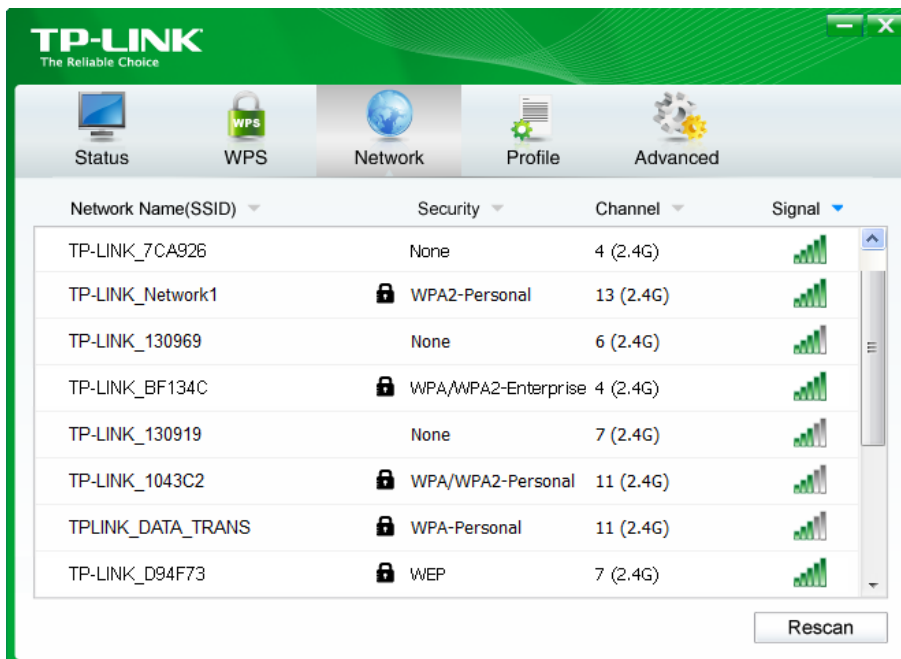 TP-LINK
The Reliable Choice
WPS
Status WPS Network Profile Advanced
Network Name(SSID) Security Channel Signal
TP-LINK_7CA926 None 4 (2.4G)
TP-LINK_Network1 WPA2-Personal 13 (2.4G)
TP-LINK_130969 None 6 (2.4G)
TP-LINK_BF134C WPA/WPA2-Enterprise 4 (2.4G)
TP-LINK_130919 None 7 (2.4G)
TP-LINK_1043C2 WPA/WPA2-Personal 11 (2.4G)
TPLINK_DATA_TRANS WPA-Personal 11 (2.4G)
TP-LINK_D94F73 WEP 7 (2.4G)
Rescan